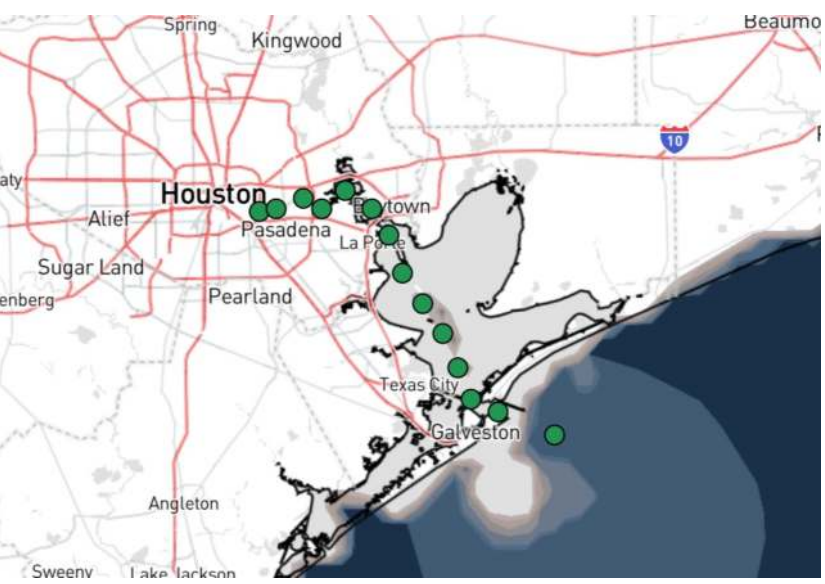 Spring
Beaumo
Kingwood
10
aty
Houston
Baytown
Alief
Pasadena
La Porte
Sugar Land
enberg
Pearland
Texas City
Galveston
Angleton
Sweeny
Lake Jackson